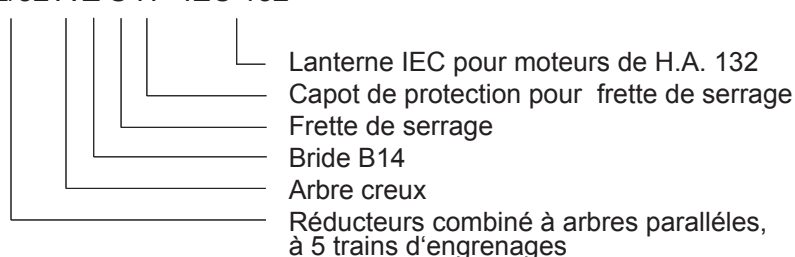 Lanterne IEC pour moteurs de H.A. 132
Capot de protection pour frette de serrage
Frette de serrage
Bride B14
Arbre creux
Réducteurs combiné à arbres paralléles,
à 5 trains d‘engrenages